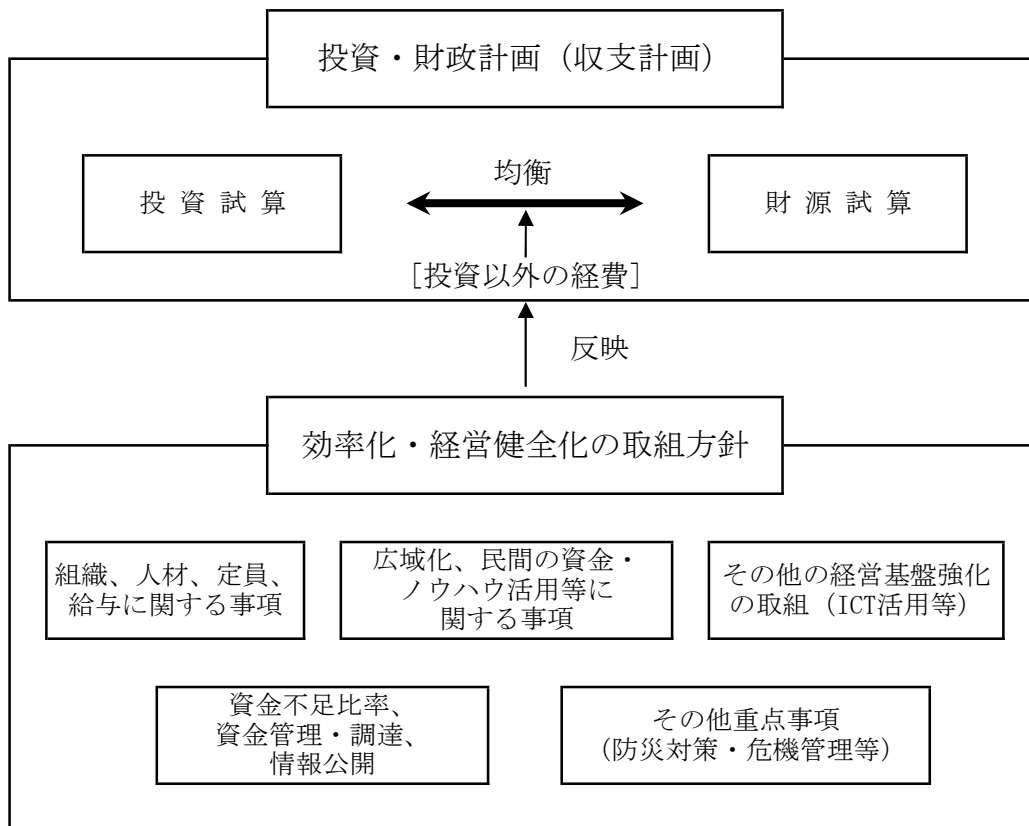 投資・財政計画（収支計画）
均衡
投 資 試 算
財 源 試 算
［投資以外の経費］
反映
効率化・経営健全化の取組方針
組織、人材、定員、
給与に関する事項
広域化、民間の資金・
ノウハウ活用等に
関する事項
その他の経営基盤強化
の取組（ICT活用等）
資金不足比率、
資金管理・調達、
情報公開
その他重点事項
（防災対策・危機管理等）